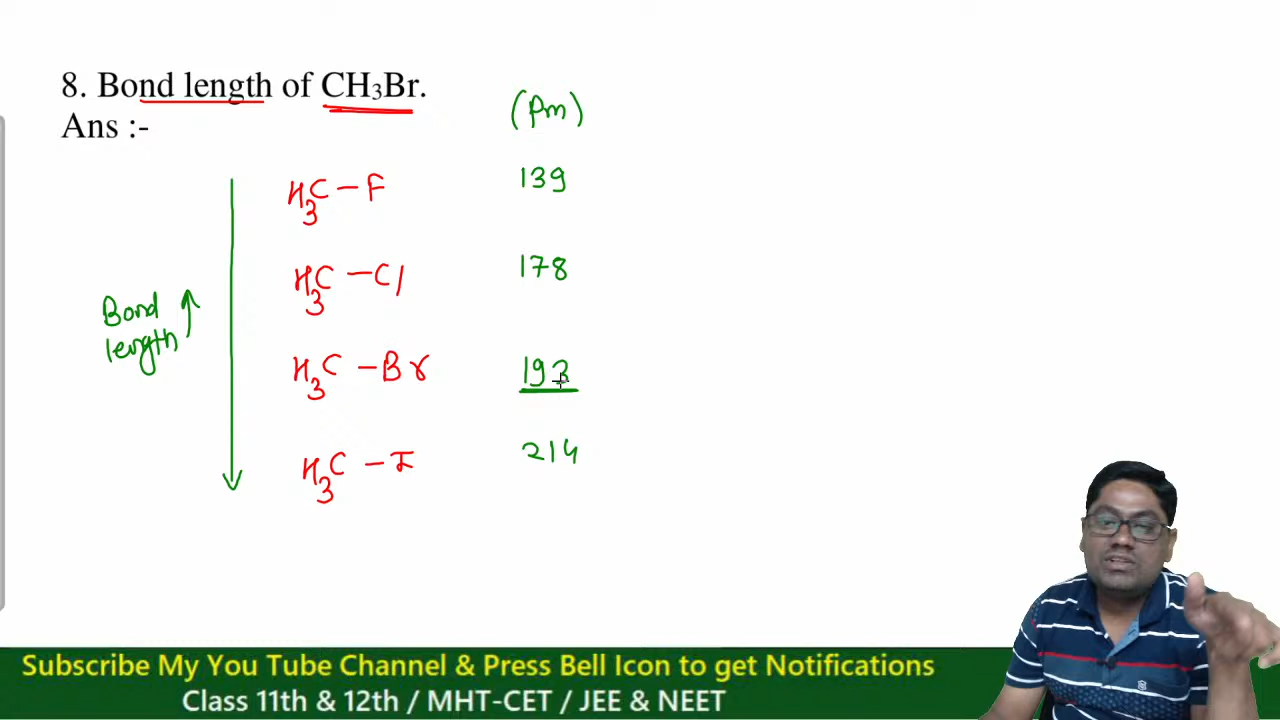 8. Bond length of CH₃Br.
Ans :-
(Pm)
H₃C – F 139
H₃C – Cl 178
Bond length ↑
H₃C – Br 193
H₃C – I 214
Subscribe My You Tube Channel & Press Bell Icon to get Notifications
Class 11th & 12th / MHT-CET / JEE & NEET